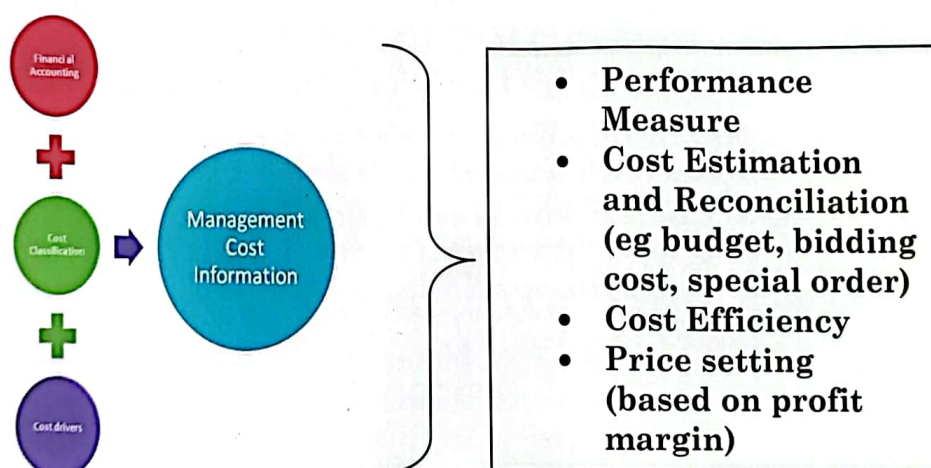 Financial
Accounting
Cost
Classification
Cost drivers
Management
Cost
Information
• Performance
Measure
• Cost Estimation
and Reconciliation
(eg budget, bidding
cost, special order)
• Cost Efficiency
• Price setting
(based on profit
margin)